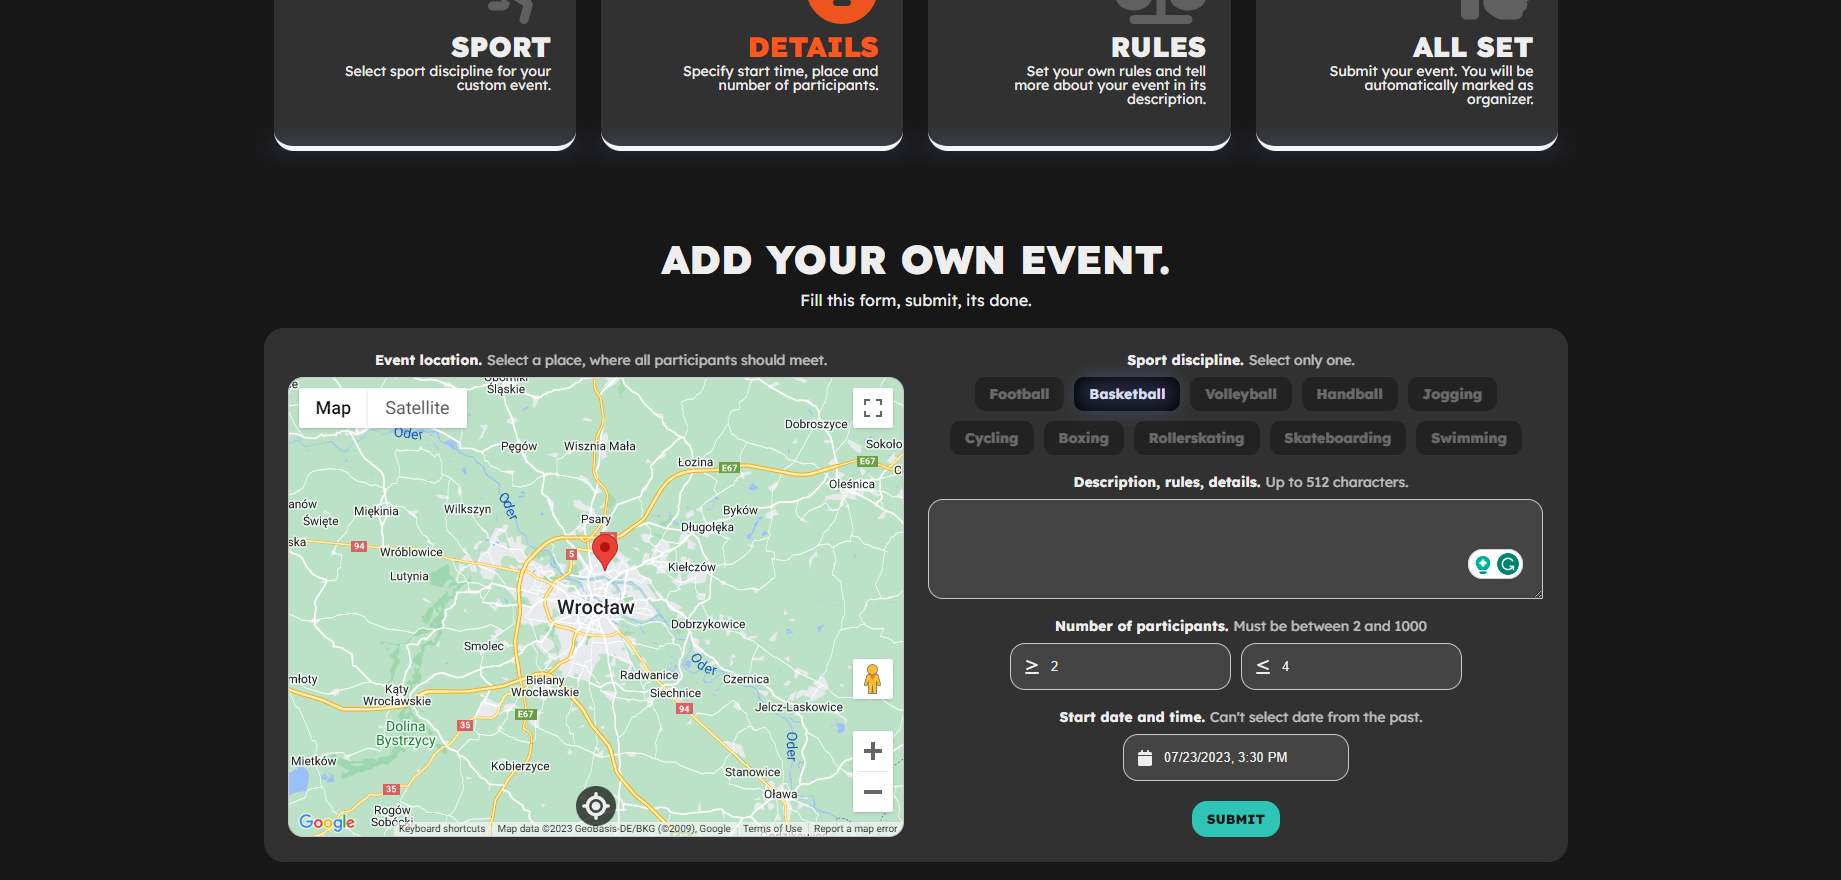 SPORT
Select sport discipline for your
custom event.
DETAILS
Specify start time, place and
number of participants.
RULES
Set your own rules and tell
more about your event in its
description.
ALL SET
Submit your event. You will be
automatically marked as
organizer.
ADD YOUR OWN EVENT.
Fill this form, submit, its done.
Event location. Select a place, where all participants should meet.
Map
Satellite
Śląskie
Oder
Pęgów
Wisznia Mała
Dobroszyce
Sokoło
Łozina
E67
E67
Oleśnica
anów
Święte
Miękinia
Wilkszyn
Oder
Psary
Byków
Długołęka
ska
94
Wróblowice
5
Kiełczów
Lutynia
Wrocław
Dobrzykowice
Smolec
Oder
Radwanice
Czernica
młoty
Kąty
Wrocławskie
Bielany
Wrocławskie
Siechnice
Jelcz-Laskowice
E67
94
35
Dolina
Bystrzycy
Oder
Mietków
Kobierzyce
Stanowice
35
Oława
Rogów
Google
Keyboard shortcuts
Map data ©2023 GeoBasis-DE/BKG (©2009), Google
Terms of Use
Report a map error
Sport discipline. Select only one.
Football
Basketball
Volleyball
Handball
Jogging
Cycling
Boxing
Rollerskating
Skateboarding
Swimming
Description, rules, details. Up to 512 characters.
Number of participants. Must be between 2 and 1000
≥ 2
≤ 4
Start date and time. Can't select date from the past.
07/23/2023, 3:30 PM
SUBMIT